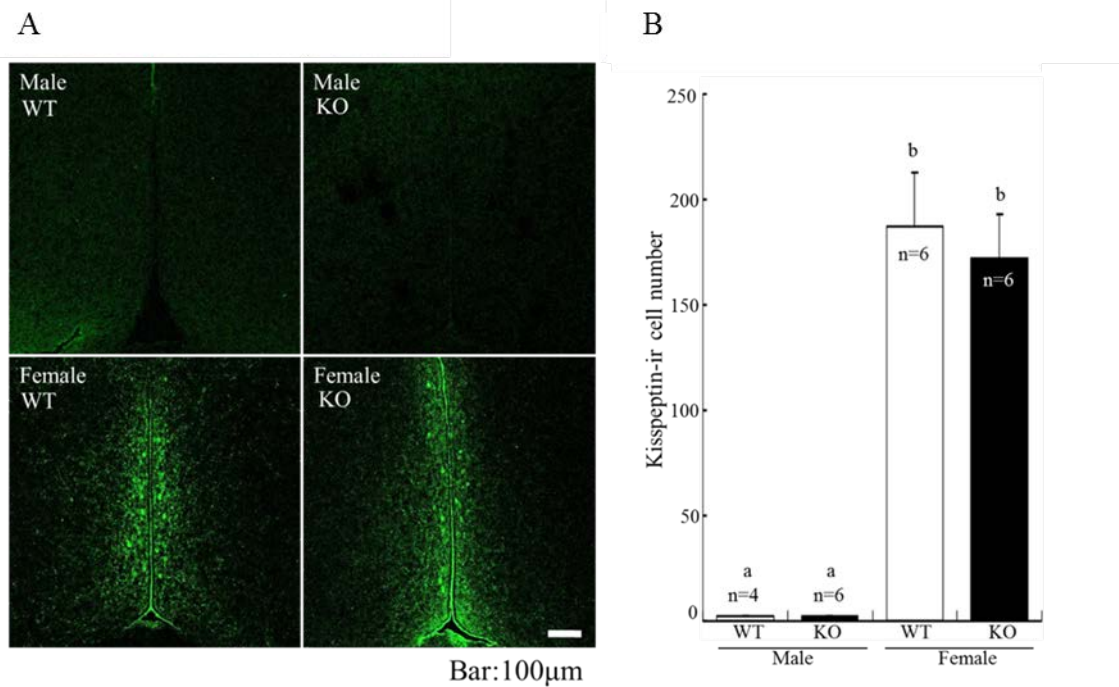 A
Male
WT
Male
KO
Female
WT
Female
KO
Bar:100μm
B
Kisspeptin-ir cell number
250
200
150
100
50
0
a
n=4
a
n=6
b
n=6
b
n=6
WT
KO
WT
KO
Male
Female